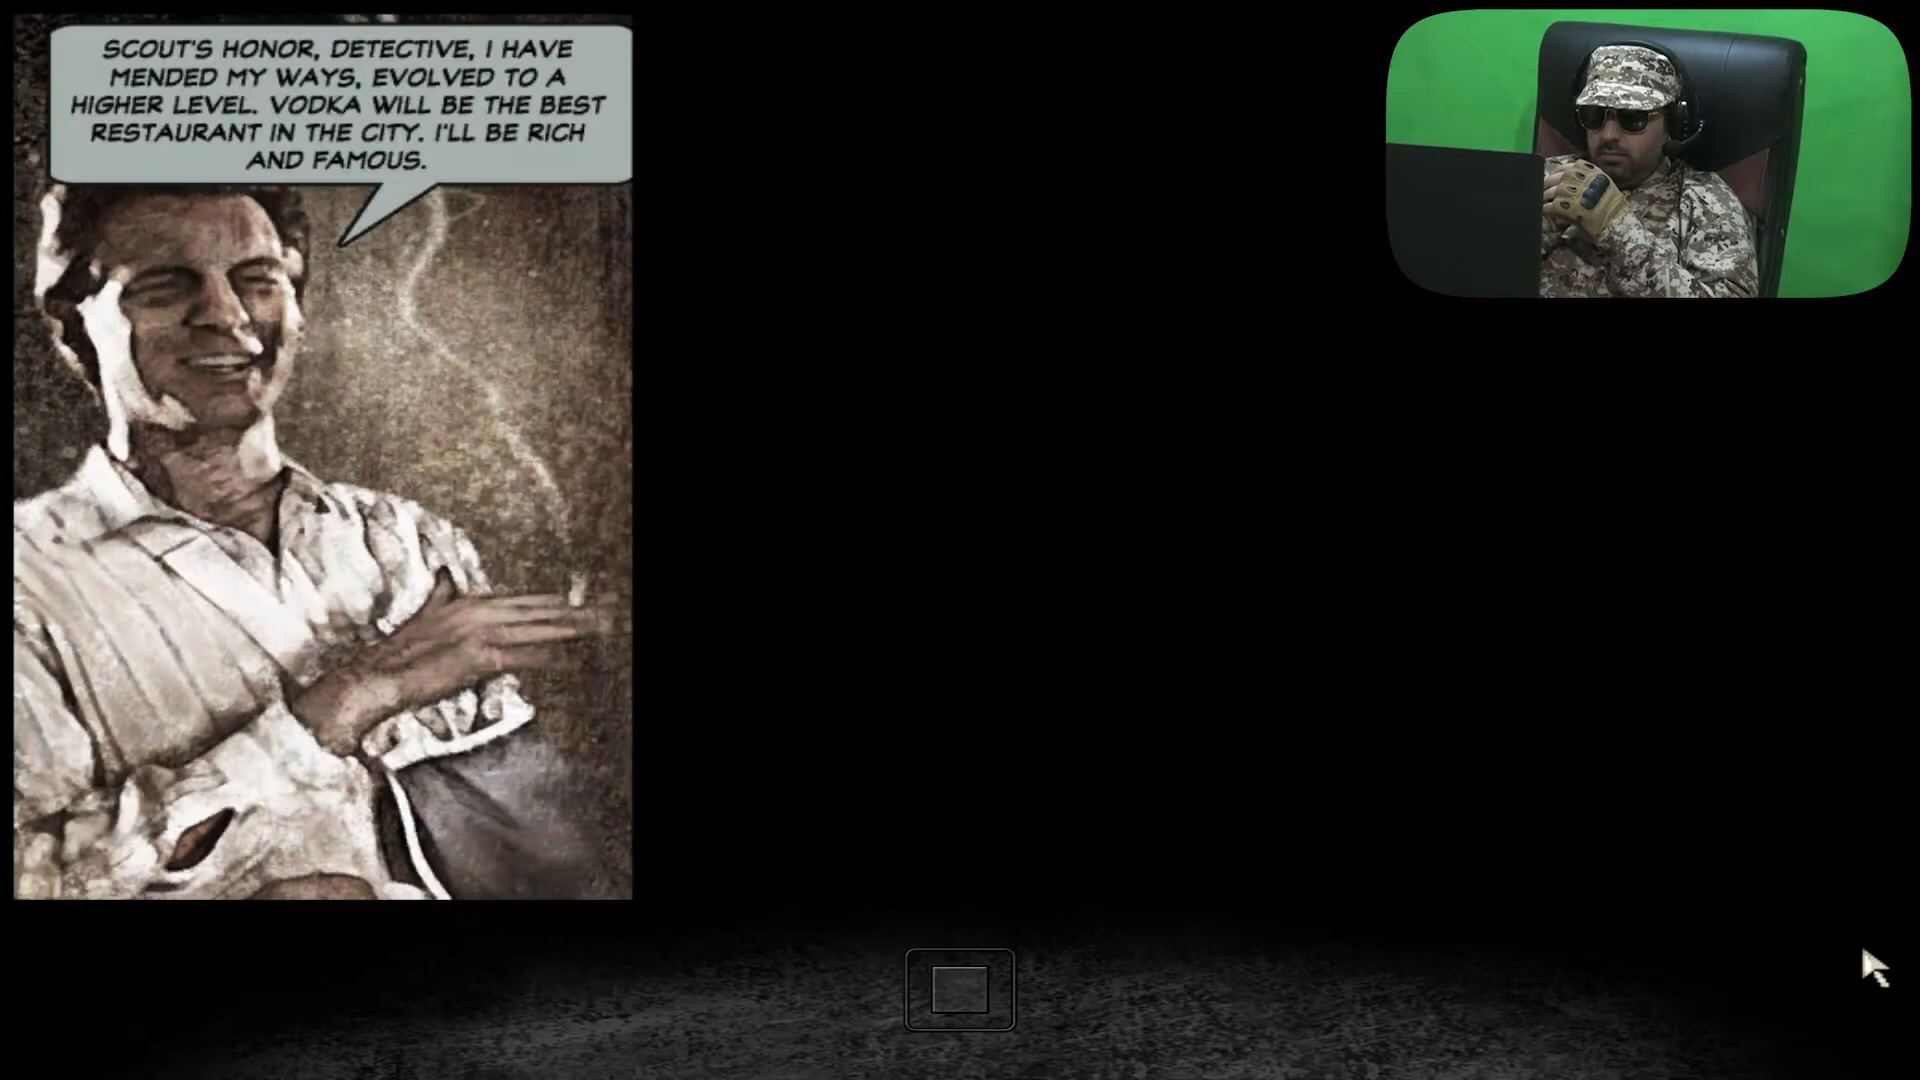 SCOUT'S HONOR, DETECTIVE, I HAVE
MENDED MY WAYS, EVOLVED TO A
HIGHER LEVEL. VODKA WILL BE THE BEST
RESTAURANT IN THE CITY. I'LL BE RICH
AND FAMOUS.